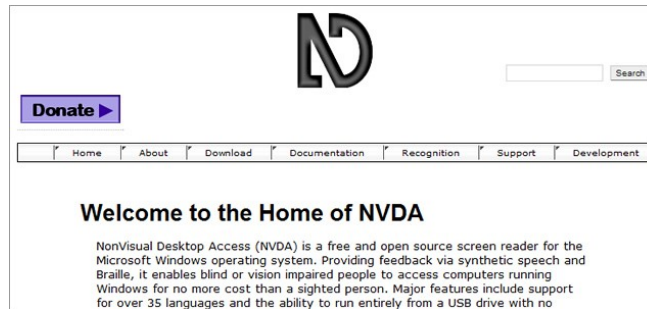 Search
Donate
Home About Download Documentation Recognition Support Development
Welcome to the Home of NVDA
NonVisual Desktop Access (NVDA) is a free and open source screen reader for the
Microsoft Windows operating system. Providing feedback via synthetic speech and
Braille, it enables blind or vision impaired people to access computers running
Windows for no more cost than a sighted person. Major features include support
for over 35 languages and the ability to run entirely from a USB drive with no